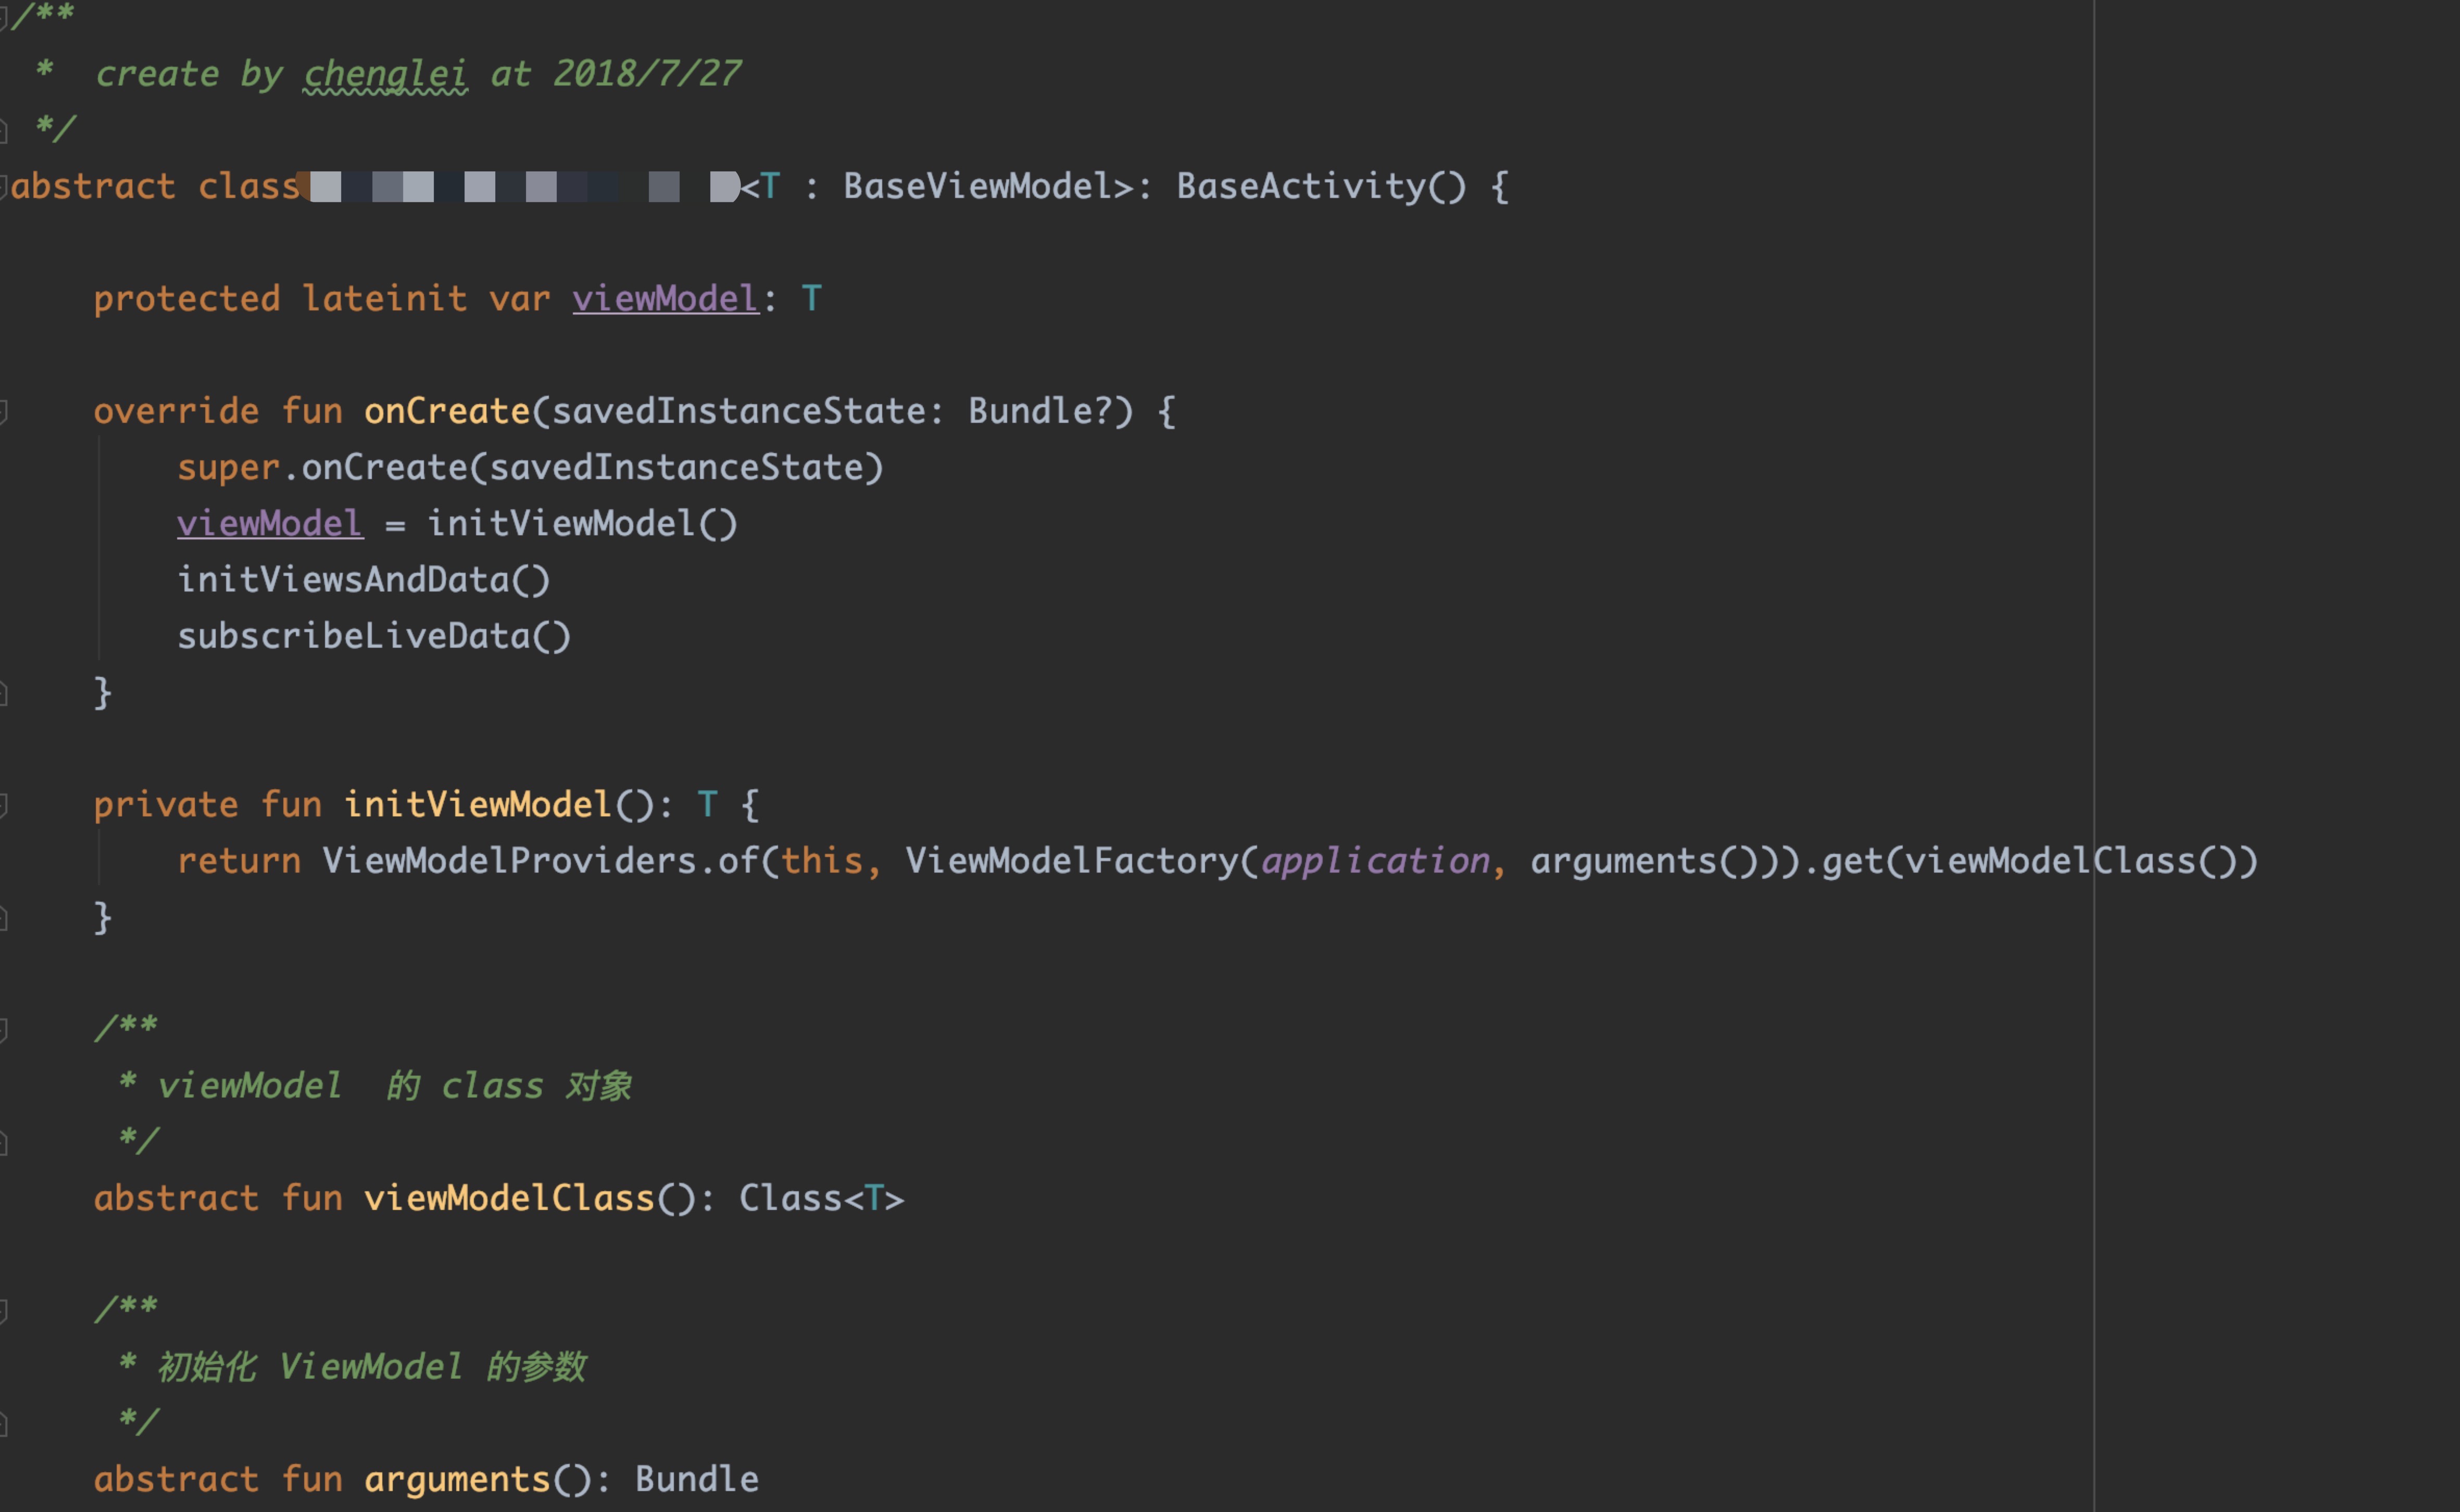 /**
 *  create by chenglei at 2018/7/27
 */
abstract class <T : BaseViewModel>: BaseActivity() {
    protected lateinit var viewModel: T
    override fun onCreate(savedInstanceState: Bundle?) {
        super.onCreate(savedInstanceState)
        viewModel = initViewModel()
        initViewsAndData()
        subscribeLiveData()
    }
    private fun initViewModel(): T {
        return ViewModelProviders.of(this, ViewModelFactory(application, arguments())).get(viewModelClass())
    }
    /**
     * viewModel  的 class 对象
     */
    abstract fun viewModelClass(): Class<T>
    /**
     * 初始化 ViewModel 的参数
     */
    abstract fun arguments(): Bundle